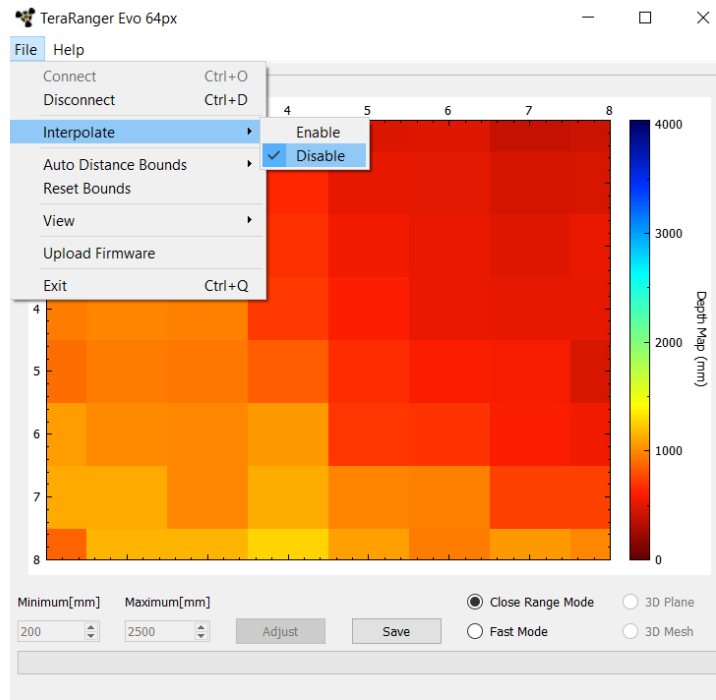 TeraRanger Evo 64px
File Help
Connect Ctrl+O
Disconnect Ctrl+D
Interpolate
Enable
Disable
Auto Distance Bounds
Reset Bounds
View
Upload Firmware
Exit Ctrl+Q
4 5 6 7 8
4
5
6
7
8
4000
3000
2000
1000
0
Depth Map (mm)
Minimum[mm] Maximum[mm]
200 2500 Adjust Save
Close Range Mode 3D Plane
Fast Mode 3D Mesh